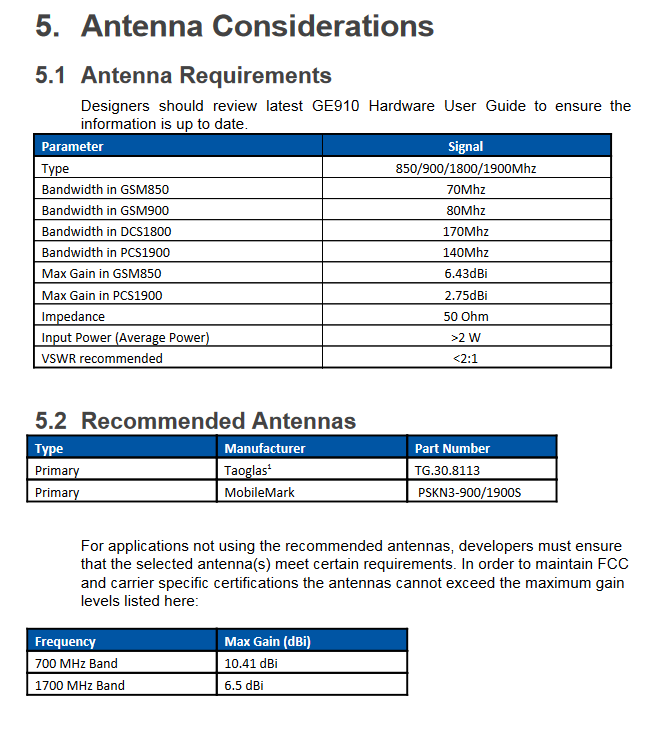 5. Antenna Considerations
5.1 Antenna Requirements
Designers should review latest GE910 Hardware User Guide to ensure the
information is up to date.
Parameter Signal
Type 850/900/1800/1900Mhz
Bandwidth in GSM850 70Mhz
Bandwidth in GSM900 80Mhz
Bandwidth in DCS1800 170Mhz
Bandwidth in PCS1900 140Mhz
Max Gain in GSM850 6.43dBi
Max Gain in PCS1900 2.75dBi
Impedance 50 Ohm
Input Power (Average Power) >2 W
VSWR recommended <2:1
5.2 Recommended Antennas
Type Manufacturer Part Number
Primary Taoglas¹ TG.30.8113
Primary MobileMark PSKN3-900/1900S
For applications not using the recommended antennas, developers must ensure
that the selected antenna(s) meet certain requirements. In order to maintain FCC
and carrier specific certifications the antennas cannot exceed the maximum gain
levels listed here:
Frequency Max Gain (dBi)
700 MHz Band 10.41 dBi
1700 MHz Band 6.5 dBi